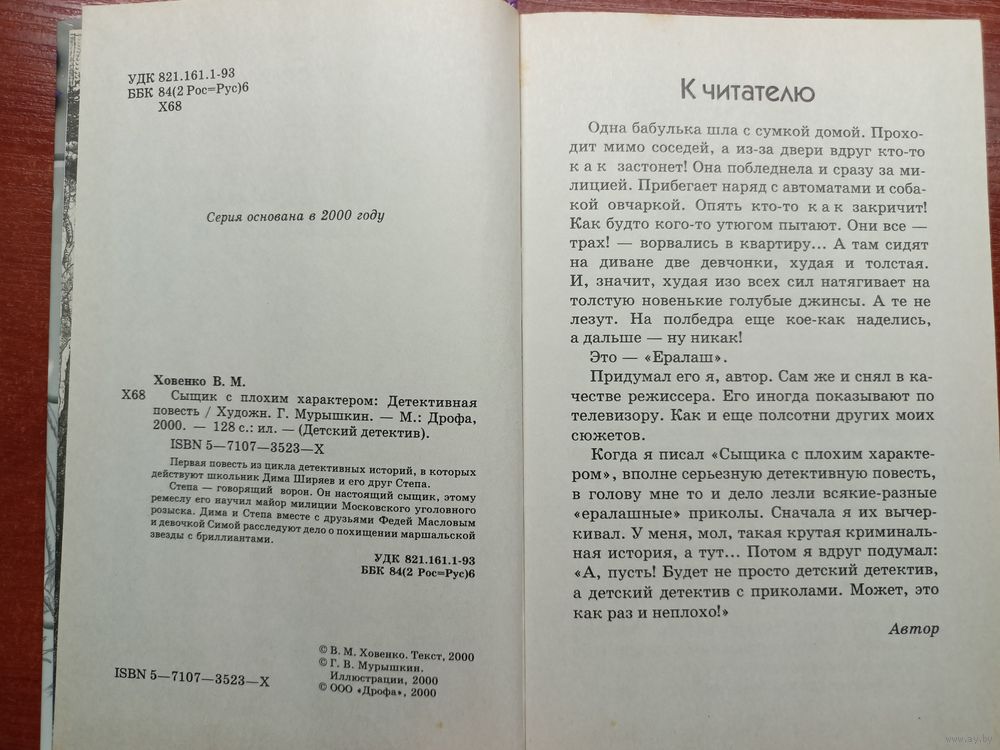 УДК 821.161.1-93
ББК 84(2 Рос=Рус)6
Х68
Серия основана в 2000 году
Ховенко В. М.
Х68 Сыщик с плохим характером: Детективная
повесть / Художн. Г. Мурышкин. — М.: Дрофа,
2000. — 128 с.: ил. — (Детский детектив).
ISBN 5—7107—3523—X
Первая повесть из цикла детективных историй, в которых
действуют школьник Дима Ширяев и его друг Степа.
Степа — говорящий ворон. Он настоящий сыщик, этому
ремеслу его научил майор милиции Московского уголовного
розыска. Дима и Степа вместе с друзьями Федей Масловым
и девочкой Симой расследуют дело о похищении маршальской
звезды с бриллиантами.
УДК 821.161.1-93
ББК 84(2 Рос=Рус)6
ISBN 5—7107—3523—X
© В. М. Ховенко. Текст, 2000
© Г. В. Мурышкин.
Иллюстрации, 2000
© ООО «Дрофа», 2000
К читателю
Одна бабулька шла с сумкой домой. Прохо-
дит мимо соседей, а из-за двери вдруг кто-то
как застонет! Она побледнела и сразу за ми-
лицией. Прибегает наряд с автоматами и соба-
кой овчаркой. Опять кто-то как закричит!
Как будто кого-то утюгом пытают. Они все —
трах! — ворвались в квартиру... А там сидят
на диване две девчонки, худая и толстая.
И, значит, худая изо всех сил натягивает на
толстую новенькие голубые джинсы. А те не
лезут. На полбедра еще кое-как наделись,
а дальше — ну никак!
Это — «Ералаш».
Придумал его я, автор. Сам же и снял в ка-
честве режиссера. Его иногда показывают по
телевизору. Как и еще полсотни других моих
сюжетов.
Когда я писал «Сыщика с плохим характе-
ром», вполне серьезную детективную повесть,
в голову мне то и дело лезли всякие-разные
«ералашные» приколы. Сначала я их вычер-
кивал. У меня, мол, такая крутая криминаль-
ная история, а тут... Потом я вдруг подумал:
«А, пусть! Будет не просто детский детектив,
а детский детектив с приколами. Может, это
как раз и неплохо!»
Автор
www.ay.by